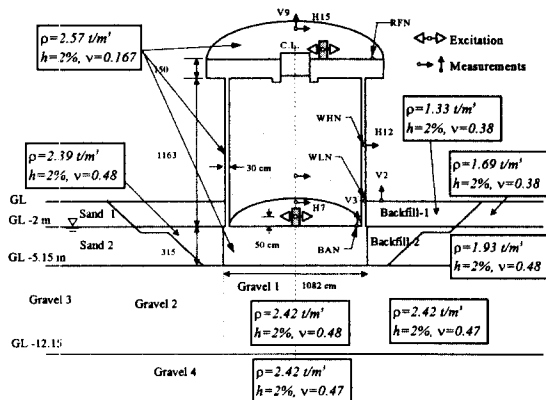 V9
H15
RFN
C.L.
Excitation
Measurements
ρ=2.57 t/m³
h=2%, ν=0.167
150
1163
30 cm
WHN
H12
WLN
V2
ρ=1.33 t/m³
h=2%, ν=0.38
ρ=2.39 t/m³
h=2%, ν=0.48
ρ=1.69 t/m³
h=2%, ν=0.38
GL
GL -2 m
Sand 1
Sand 2
H7
V3
50 cm
BAN
Backfill-1
Backfill-2
ρ=1.93 t/m³
h=2%, ν=0.48
315
GL -5.15 m
Gravel 1
1082 cm
Gravel 3
Gravel 2
ρ=2.42 t/m³
h=2%, ν=0.48
ρ=2.42 t/m³
h=2%, ν=0.47
GL -12.15
Gravel 4
ρ=2.42 t/m³
h=2%, ν=0.47